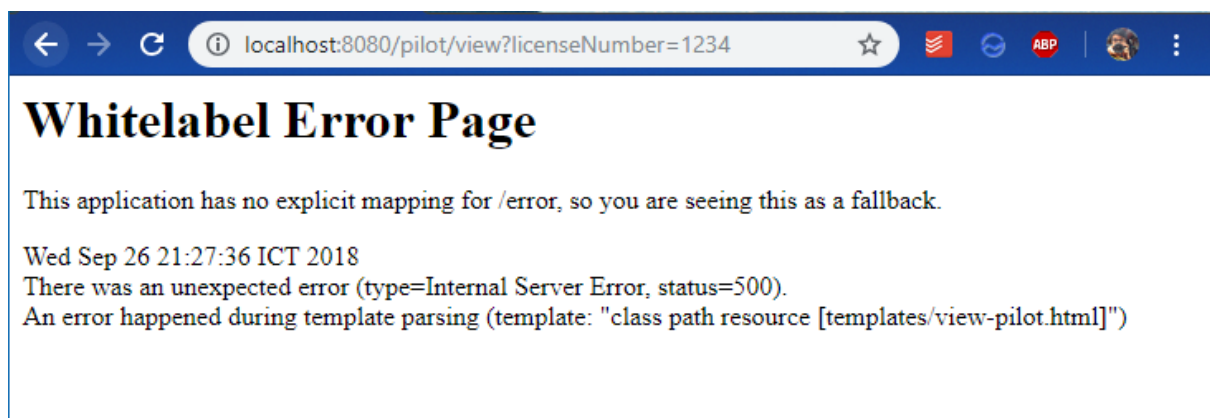 localhost:8080/pilot/view?licenseNumber=1234
ABP
Whitelabel Error Page
This application has no explicit mapping for /error, so you are seeing this as a fallback.
Wed Sep 26 21:27:36 ICT 2018
There was an unexpected error (type=Internal Server Error, status=500).
An error happened during template parsing (template: "class path resource [templates/view-pilot.html]")